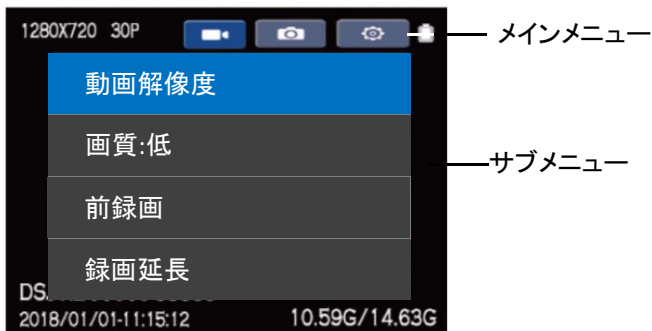 1280X720 30P
メインメニュー
動画解像度
画質:低
サブメニュー
前録画
録画延長
2018/01/01-11:15:12
10.59G/14.63G